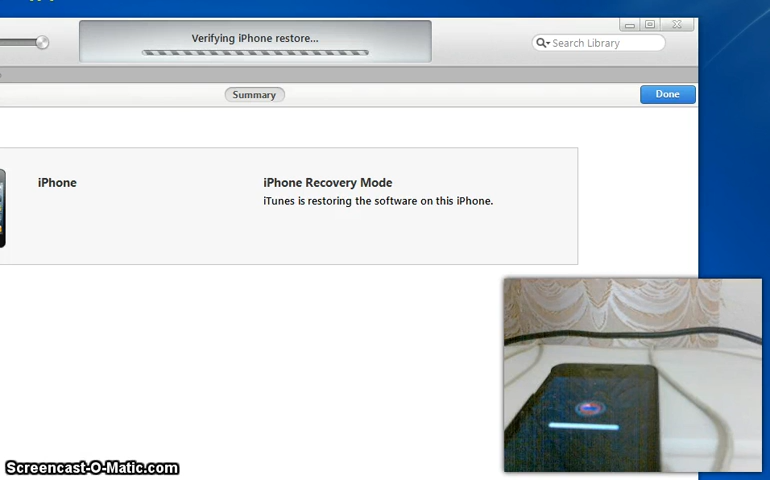 Verifying iPhone restore...
Search Library
Summary
Done
iPhone
iPhone Recovery Mode
iTunes is restoring the software on this iPhone.
Screencast-O-Matic.com